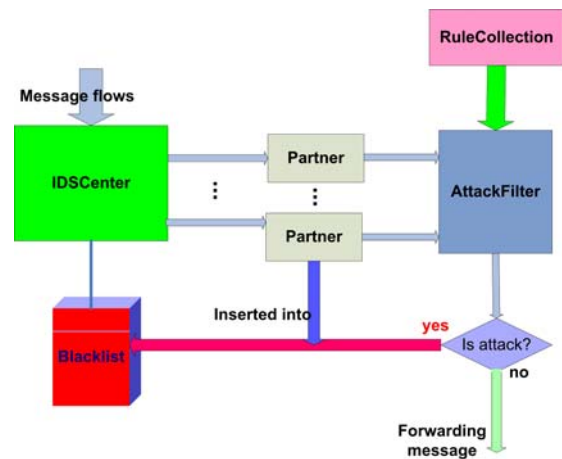 RuleCollection
Message flows
IDSCenter
Partner
AttackFilter
Partner
Inserted into
yes
Blacklist
Is attack?
no
Forwarding
message